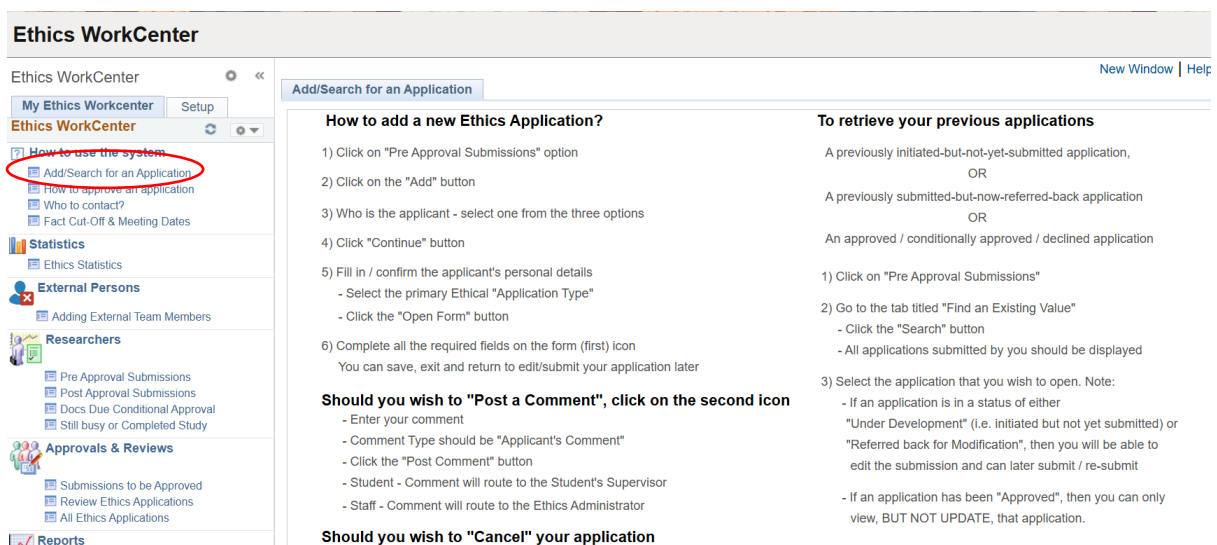 Ethics WorkCenter
Ethics WorkCenter
My Ethics Workcenter
Setup
Ethics WorkCenter
How to use the system
Add/Search for an Application
How to approve an application
Who to contact?
Fact Cut-Off & Meeting Dates
Statistics
Ethics Statistics
External Persons
Adding External Team Members
Researchers
Pre Approval Submissions
Post Approval Submissions
Docs Due Conditional Approval
Still busy or Completed Study
Approvals & Reviews
Submissions to be Approved
Review Ethics Applications
All Ethics Applications
Reports
New Window | Help
Add/Search for an Application
How to add a new Ethics Application?
1) Click on "Pre Approval Submissions" option
2) Click on the "Add" button
3) Who is the applicant - select one from the three options
4) Click "Continue" button
5) Fill in / confirm the applicant's personal details
- Select the primary Ethical "Application Type"
- Click the "Open Form" button
6) Complete all the required fields on the form (first) icon
You can save, exit and return to edit/submit your application later
Should you wish to "Post a Comment", click on the second icon
- Enter your comment
- Comment Type should be "Applicant's Comment"
- Click the "Post Comment" button
- Student - Comment will route to the Student's Supervisor
- Staff - Comment will route to the Ethics Administrator
Should you wish to "Cancel" your application
To retrieve your previous applications
A previously initiated-but-not-yet-submitted application,
OR
A previously submitted-but-now-referred-back application
OR
An approved / conditionally approved / declined application
1) Click on "Pre Approval Submissions"
2) Go to the tab titled "Find an Existing Value"
- Click the "Search" button
- All applications submitted by you should be displayed
3) Select the application that you wish to open. Note:
- If an application is in a status of either
"Under Development" (i.e. initiated but not yet submitted) or
"Referred back for Modification", then you will be able to
edit the submission and can later submit / re-submit
- If an application has been "Approved", then you can only
view, BUT NOT UPDATE, that application.